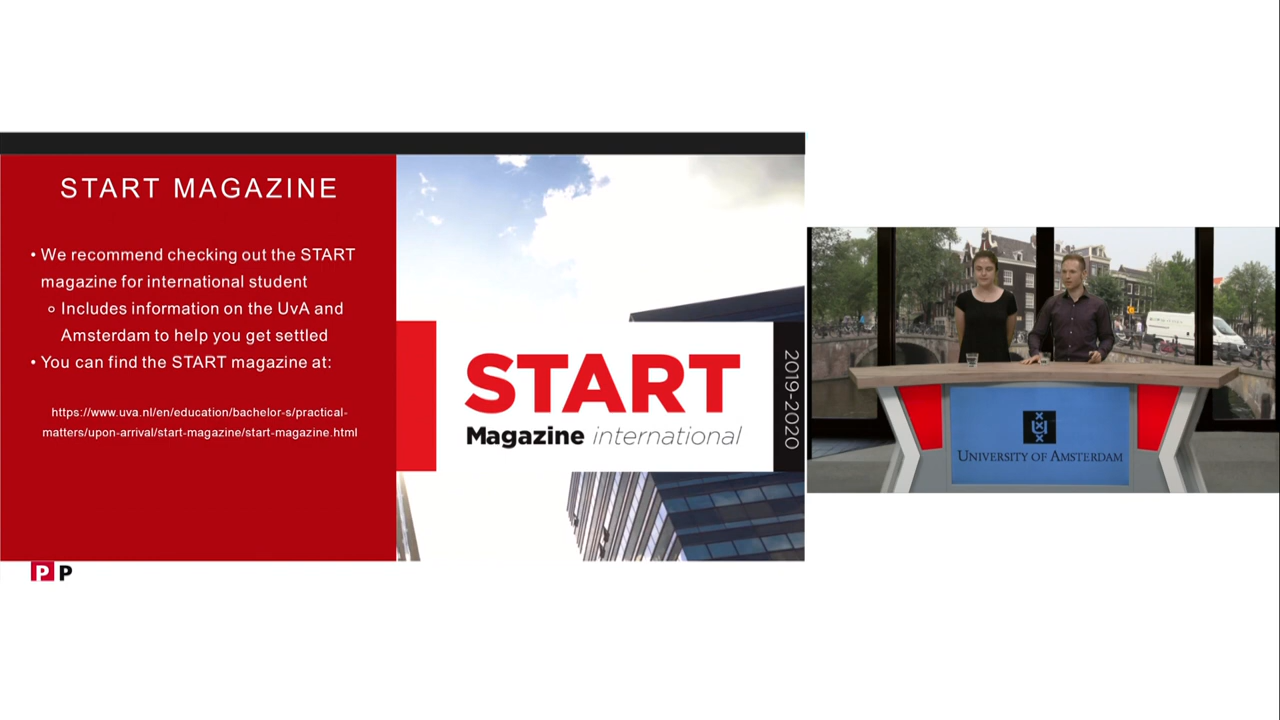 START MAGAZINE
• We recommend checking out the START
magazine for international student
o Includes information on the UvA and
Amsterdam to help you get settled
• You can find the START magazine at:
https://www.uva.nl/en/education/bachelor-s/practical-
matters/upon-arrival/start-magazine/start-magazine.html
START
Magazine international
2019-2020
P P
UNIVERSITY OF AMSTERDAM